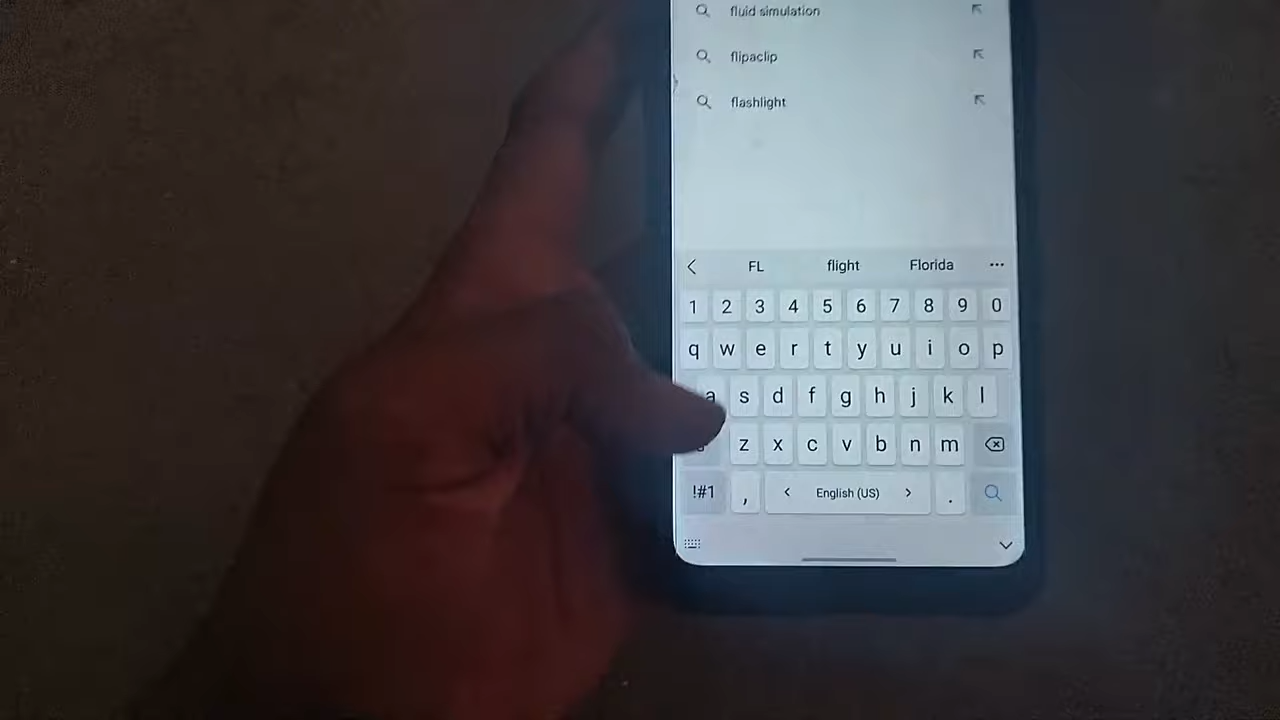 fluid simulation
flipaclip
flashlight
FL flight Florida
1 2 3 4 5 6 7 8 9 0
q w e r t y u i o p
a s d f g h j k l
z x c v b n m
!#1 , English (US) .